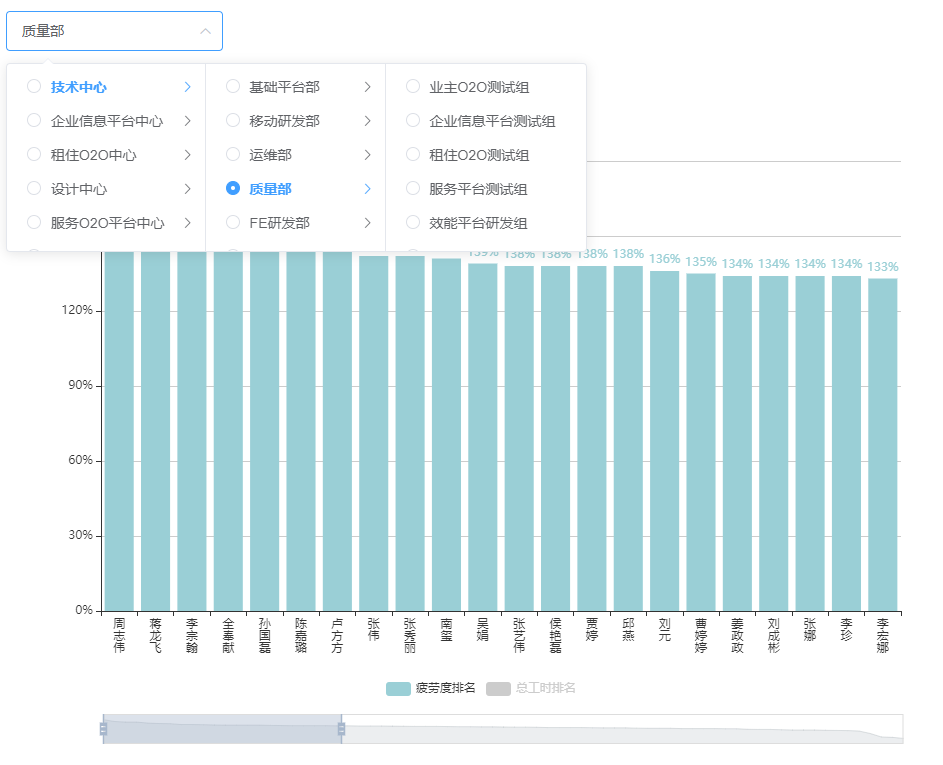 质量部
技术中心
企业信息平台中心
租住O2O中心
设计中心
服务O2O平台中心
基础平台部
移动研发部
运维部
质量部
FE研发部
业主O2O测试组
企业信息平台测试组
租住O2O测试组
服务平台测试组
效能平台研发组
139% 138% 138% 138% 138% 136% 135% 134% 134% 134% 134% 133%
120%
90%
60%
30%
0%
周志伟
蒋龙飞
李宗翰
全奉献
孙国磊
陈嘉璐
卢方方
张伟
张秀丽
南玺
吴娟
张艺伟
侯艳磊
贾婷
邱燕
刘元
曹婷婷
姜政政
刘成彬
张娜
李珍
李宏娜
疲劳度排名 总工时排名